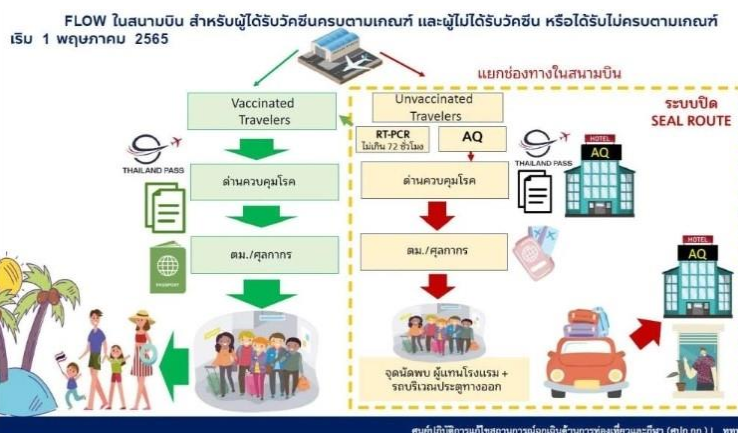 FLOW ในสนามบิน สำหรับผู้ได้รับวัคซีนครบตามเกณฑ์ และผู้ไม่ได้รับวัคซีน หรือได้รับไม่ครบตามเกณฑ์
เริ่ม 1 พฤษภาคม 2565
แยกช่องทางในสนามบิน
Vaccinated
Travelers
Unvaccinated
Travelers
ระบบปิด
SEAL ROUTE
RT-PCR
ไม่เกิน 72 ชั่วโมง
AQ
HOTEL
AQ
THAILAND PASS
THAILAND PASS
ด่านควบคุมโรค
ด่านควบคุมโรค
ตม./ศุลกากร
ตม./ศุลกากร
PASSPORT
HOTEL
AQ
จุดนัดพบ ผู้แทนโรงแรม +
รถบริเวณประตูทางออก